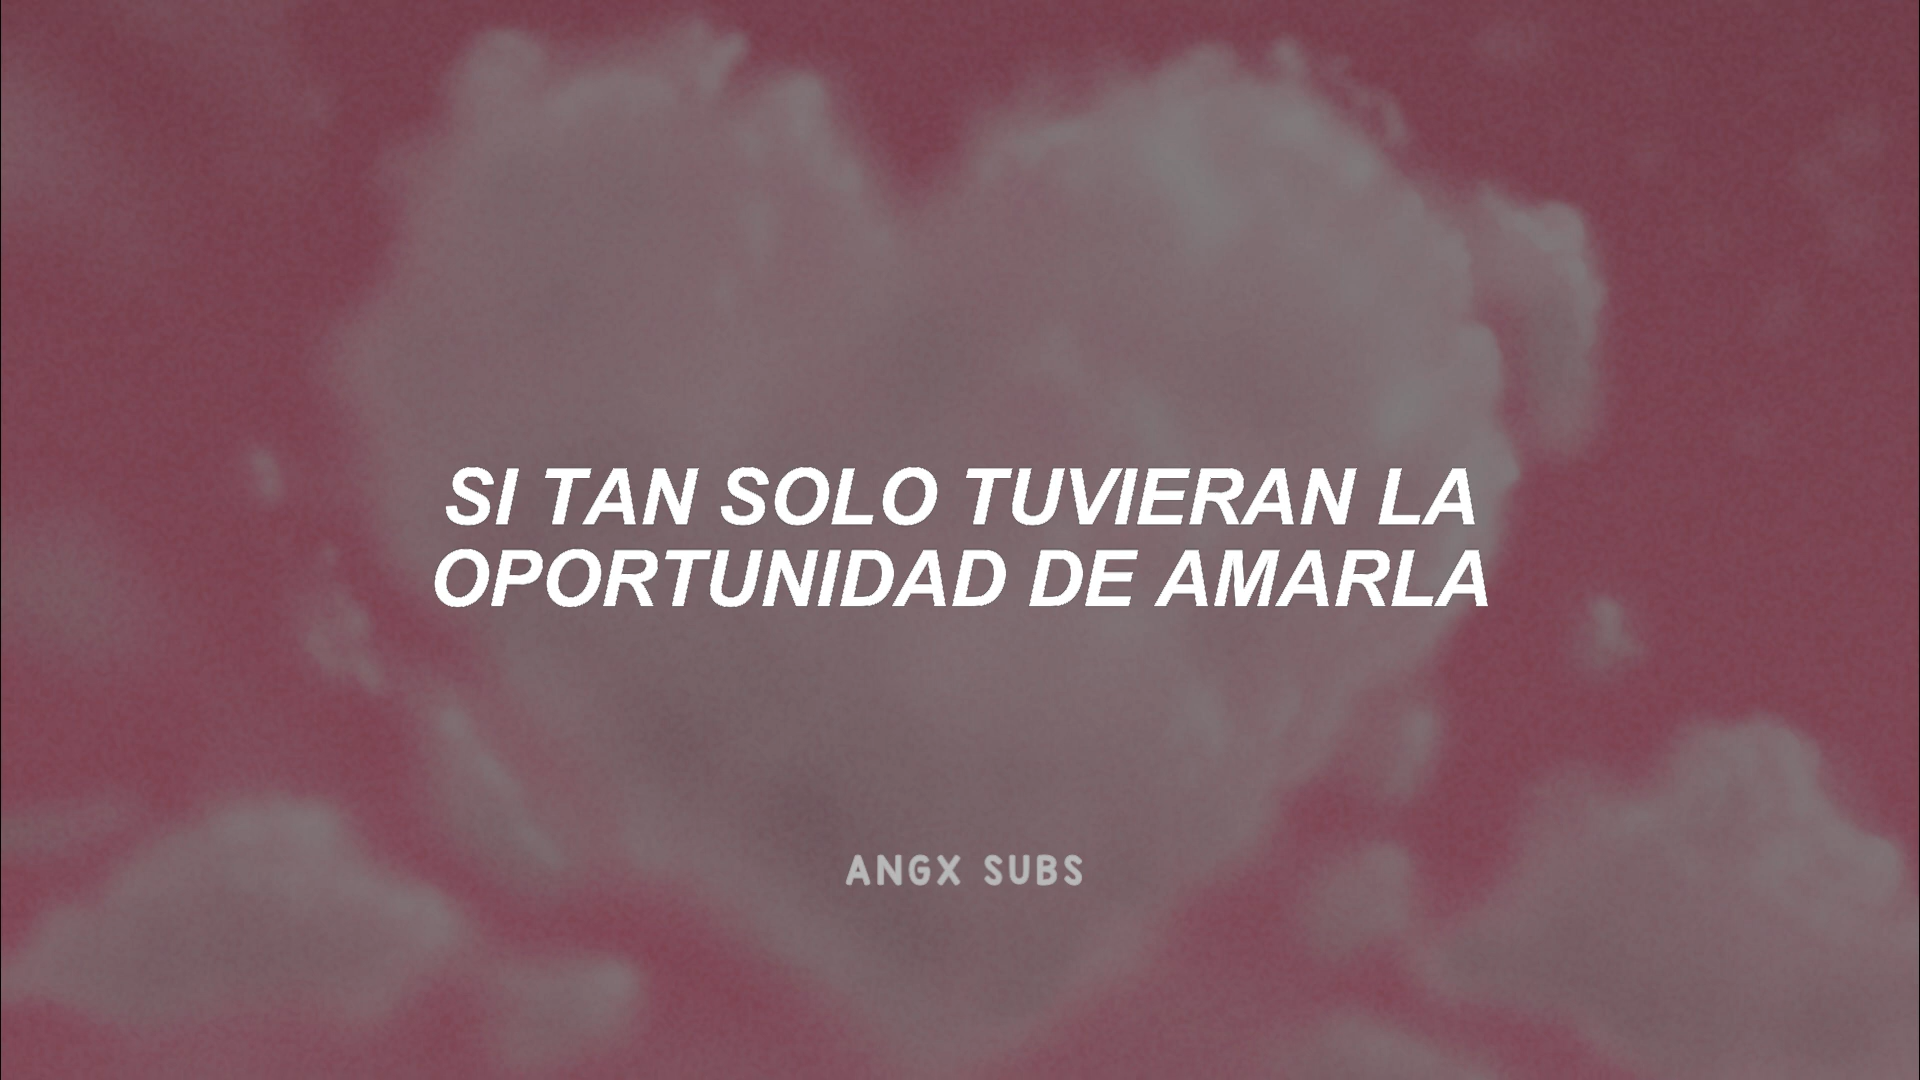 SI TAN SOLO TUVIERAN LA
OPORTUNIDAD DE AMARLA
ANGX SUBS